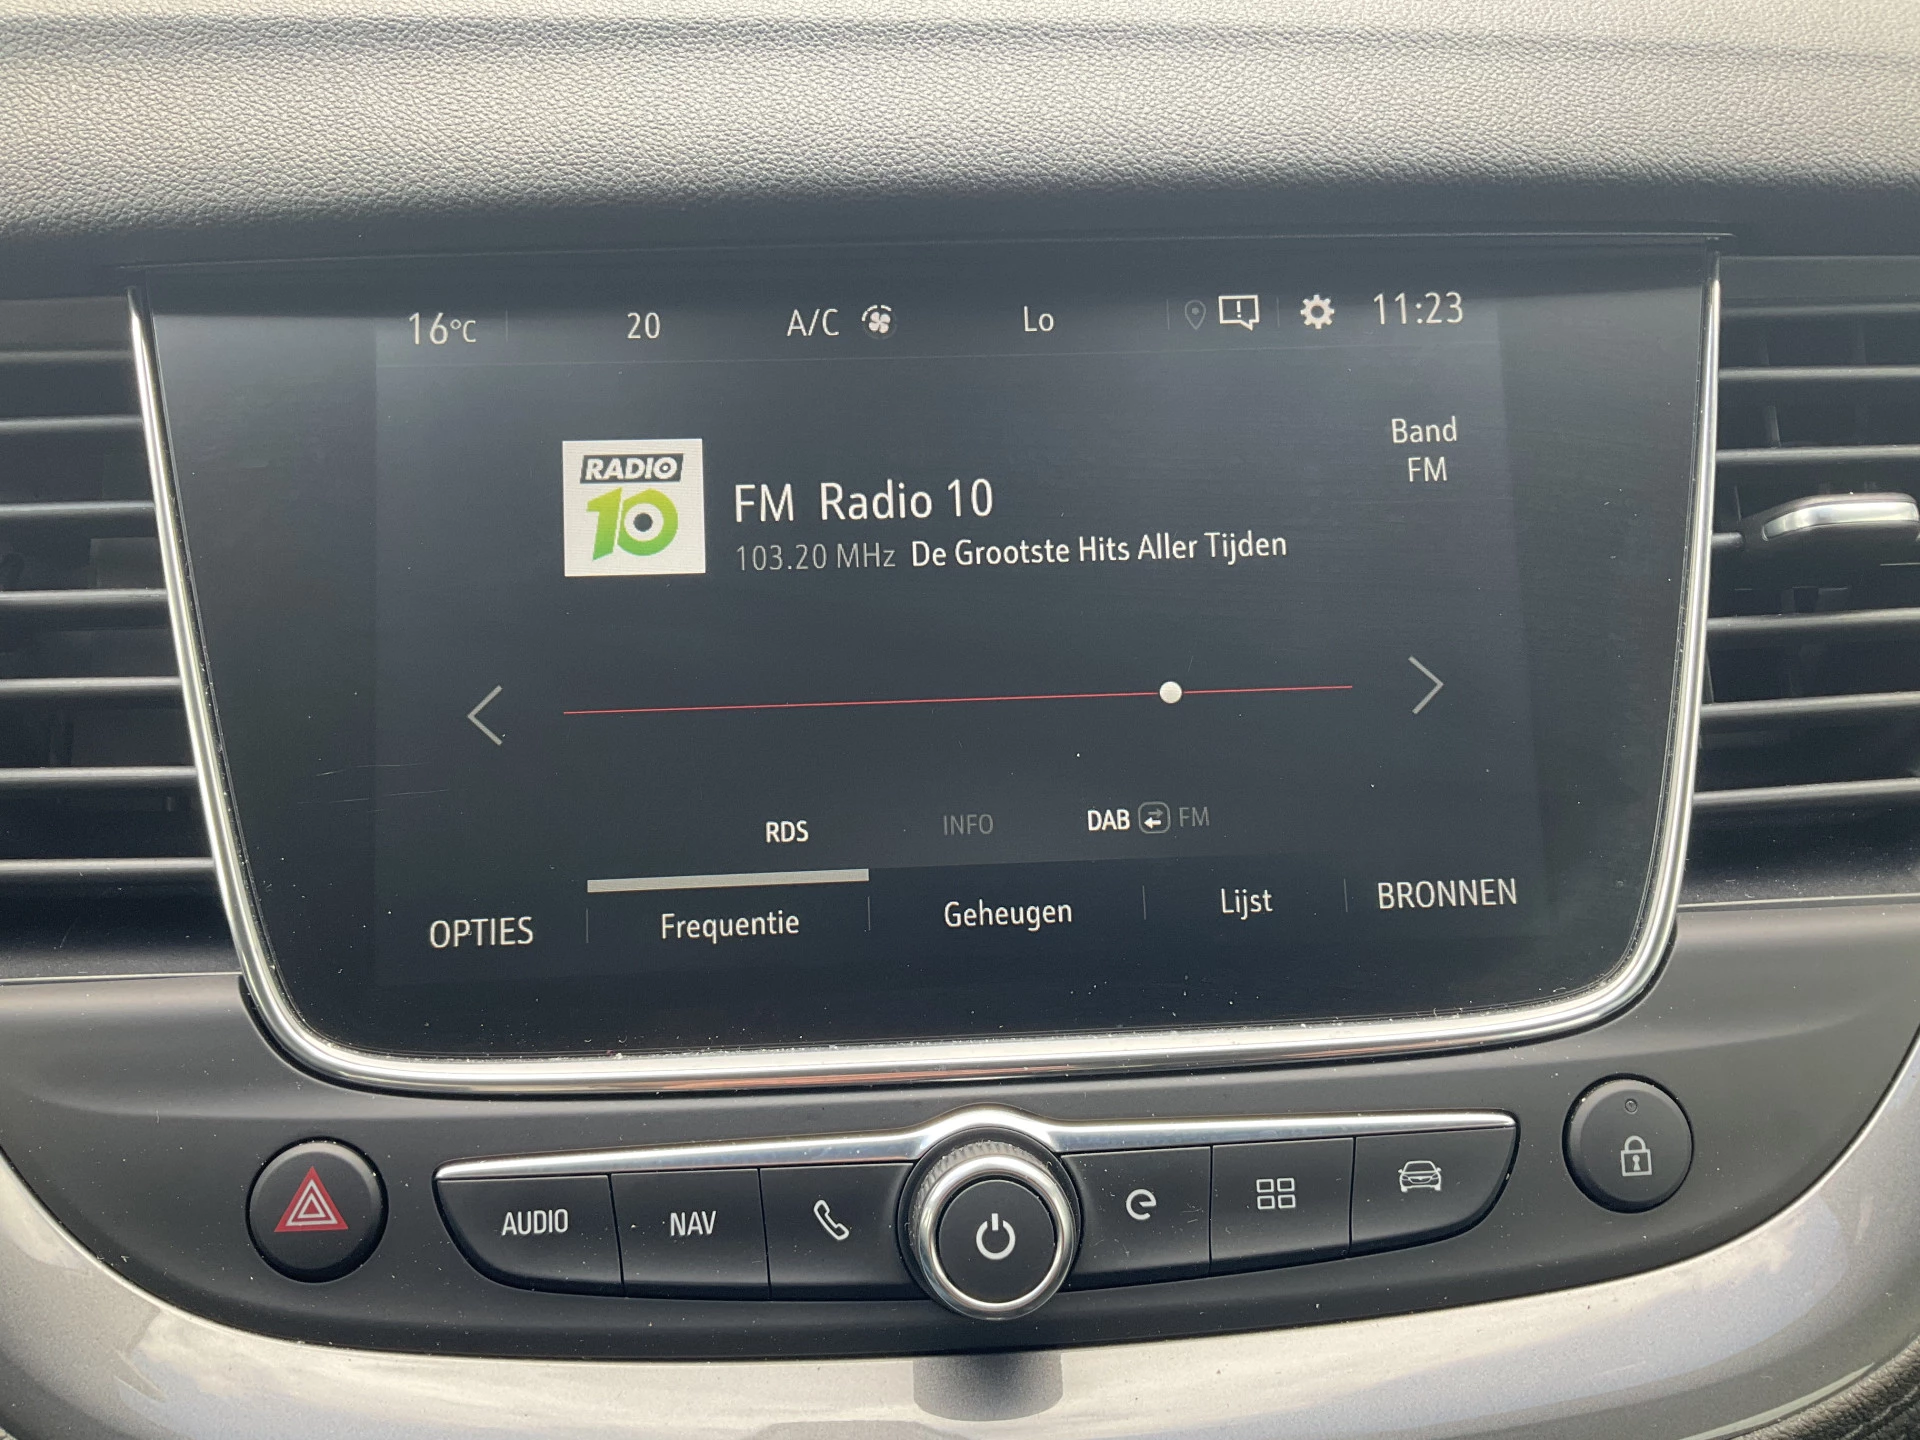 16°C 20 A/C Lo 11:23
Band
FM
RADIO
10
FM Radio 10
103.20 MHz De Grootste Hits Aller Tijden
RDS INFO DAB FM
OPTIES Frequentie Geheugen Lijst BRONNEN
AUDIO NAV